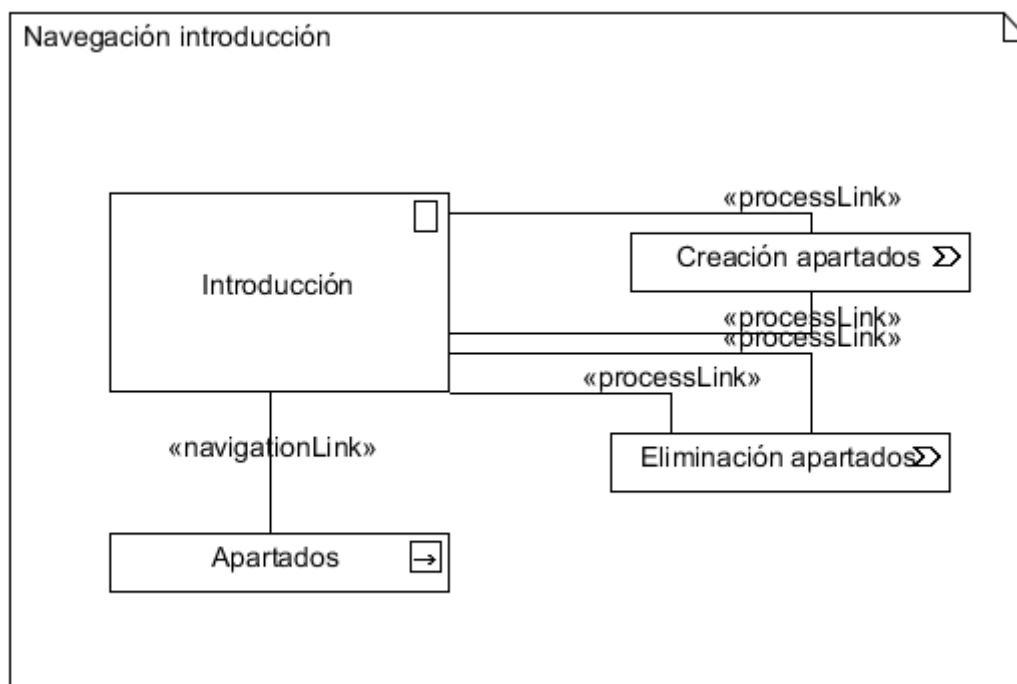 Navegación introducción
«processLink»
Creación apartados
Introducción
«processLink»
«processLink»
«processLink»
«navigationLink»
Eliminación apartados
Apartados